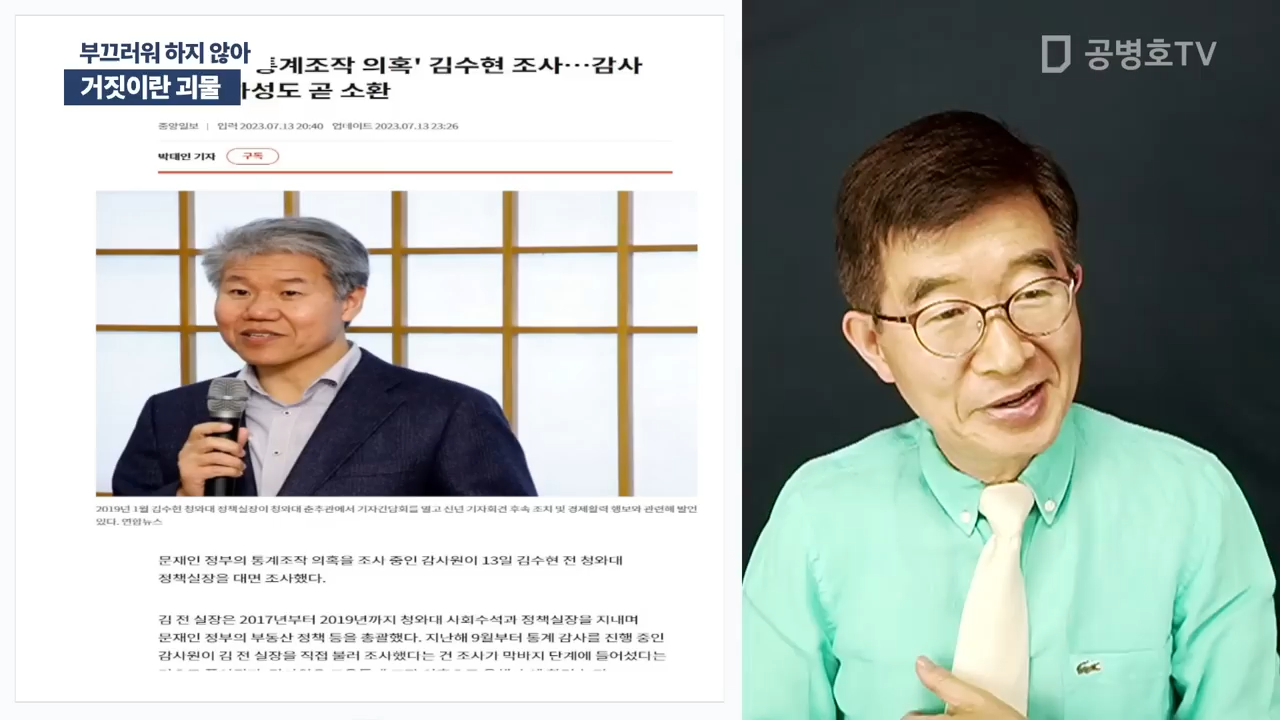 부끄러워 하지 않아
거짓이란 괴물
통계조작 의혹' 김수현 조사…감사
성도 곧 소환
공병호TV
중앙일보 | 입력 2023.07.13 20:40 업데이트 2023.07.13 23:26
박태인 기자 구독
2019년 1월 김수현 청와대 정책실장이 청와대 춘추관에서 기자간담회를 열고 신년 기자회견 후속 조치 및 경제활력 행보와 관련해 발언
있다. 연합뉴스
문재인 정부의 통계조작 의혹을 조사 중인 감사원이 13일 김수현 전 청와대
정책실장을 대면 조사했다.
김 전 실장은 2017년부터 2019년까지 청와대 사회수석과 정책실장을 지내며
문재인 정부의 부동산 정책 등을 총괄했다. 지난해 9월부터 통계 감사를 진행 중인
감사원이 김 전 실장을 직접 불러 조사했다는 건 조사가 막바지 단계에 들어섰다는